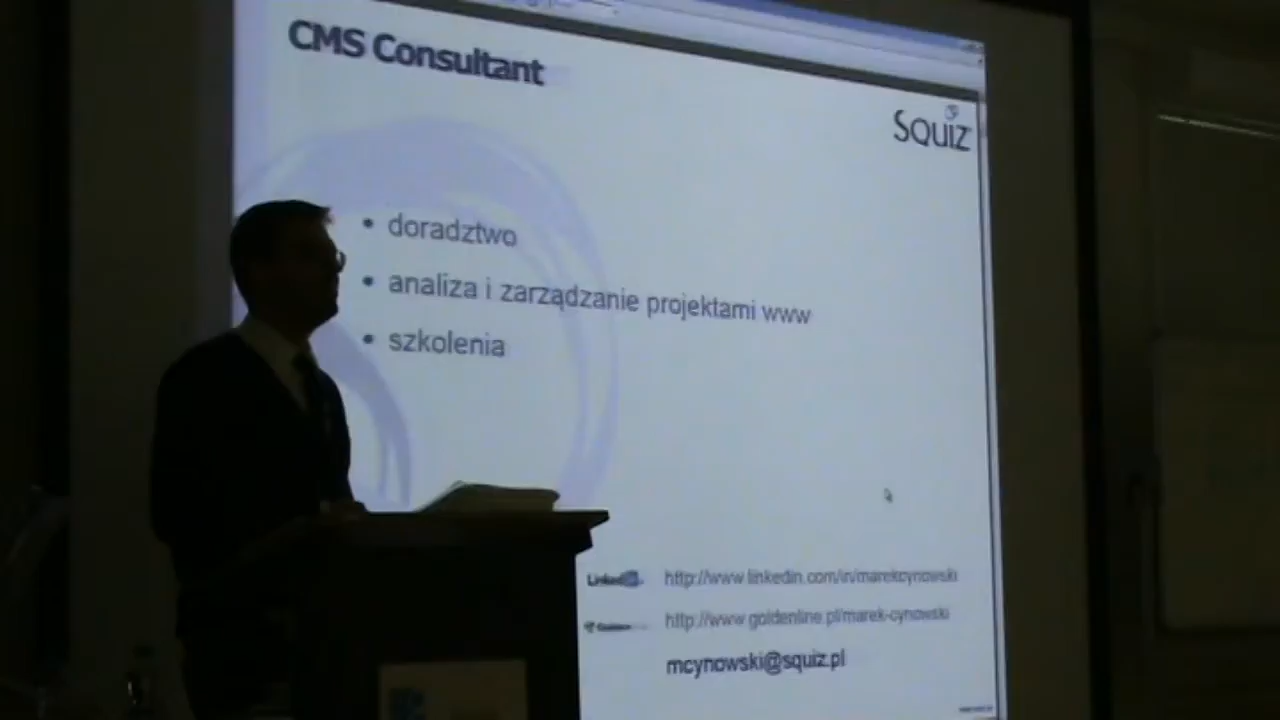 CMS Consultant
SQUIZ
• doradztwo
• analiza i zarządzanie projektami www
• szkolenia
Linked
http://www.linkedin.com/in/marekcynowski
http://www.goldenline.pl/marek-cynowski
mcynowski@squiz.pl